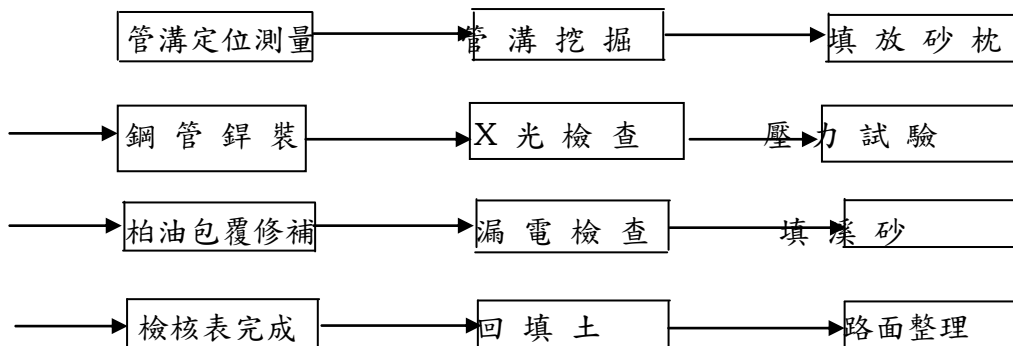 管溝定位測量 管溝挖掘 填放砂枕
鋼管銲裝 X光檢查 壓力試驗
柏油包覆修補 漏電檢查 填溪砂
檢核表完成 回填土 路面整理